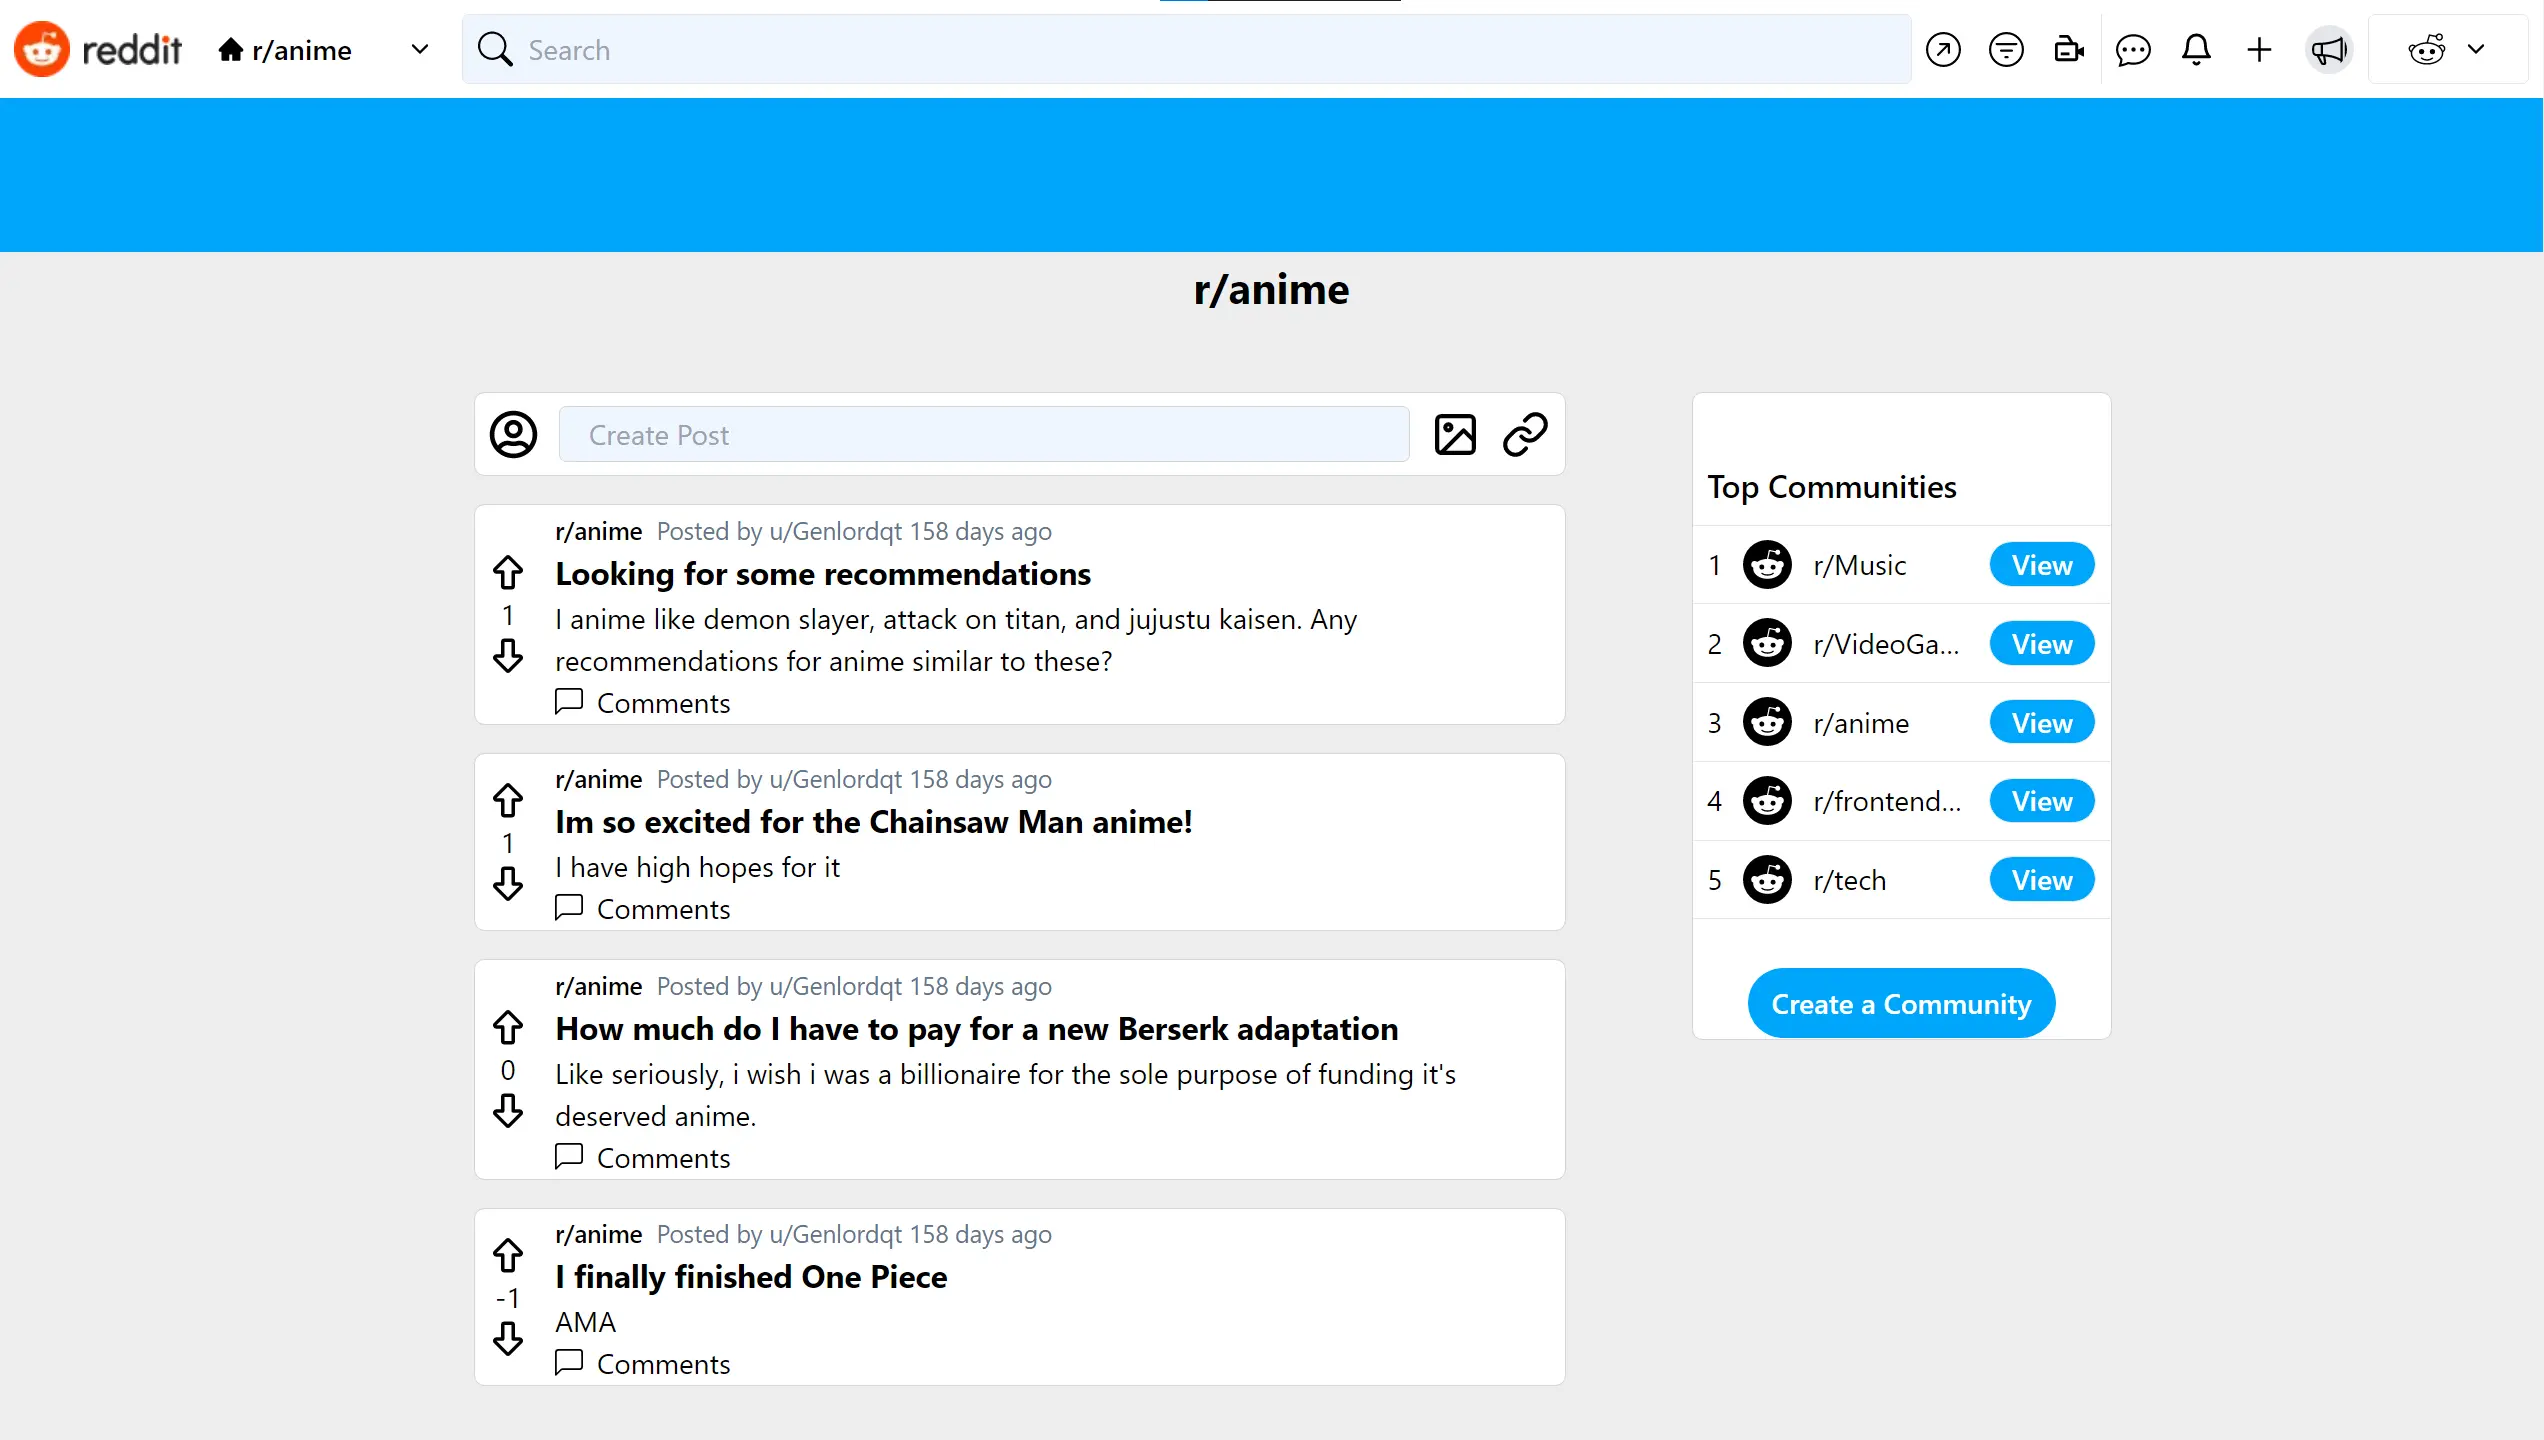 reddit r/anime Search
r/anime
Create Post
r/anime Posted by u/Genlordqt 158 days ago
Looking for some recommendations
1
I anime like demon slayer, attack on titan, and jujustu kaisen. Any
recommendations for anime similar to these?
Comments
r/anime Posted by u/Genlordqt 158 days ago
Im so excited for the Chainsaw Man anime!
1
I have high hopes for it
Comments
r/anime Posted by u/Genlordqt 158 days ago
How much do I have to pay for a new Berserk adaptation
0
Like seriously, i wish i was a billionaire for the sole purpose of funding it's
deserved anime.
Comments
r/anime Posted by u/Genlordqt 158 days ago
I finally finished One Piece
-1
AMA
Comments
Top Communities
1 r/Music View
2 r/VideoGa... View
3 r/anime View
4 r/frontend... View
5 r/tech View
Create a Community